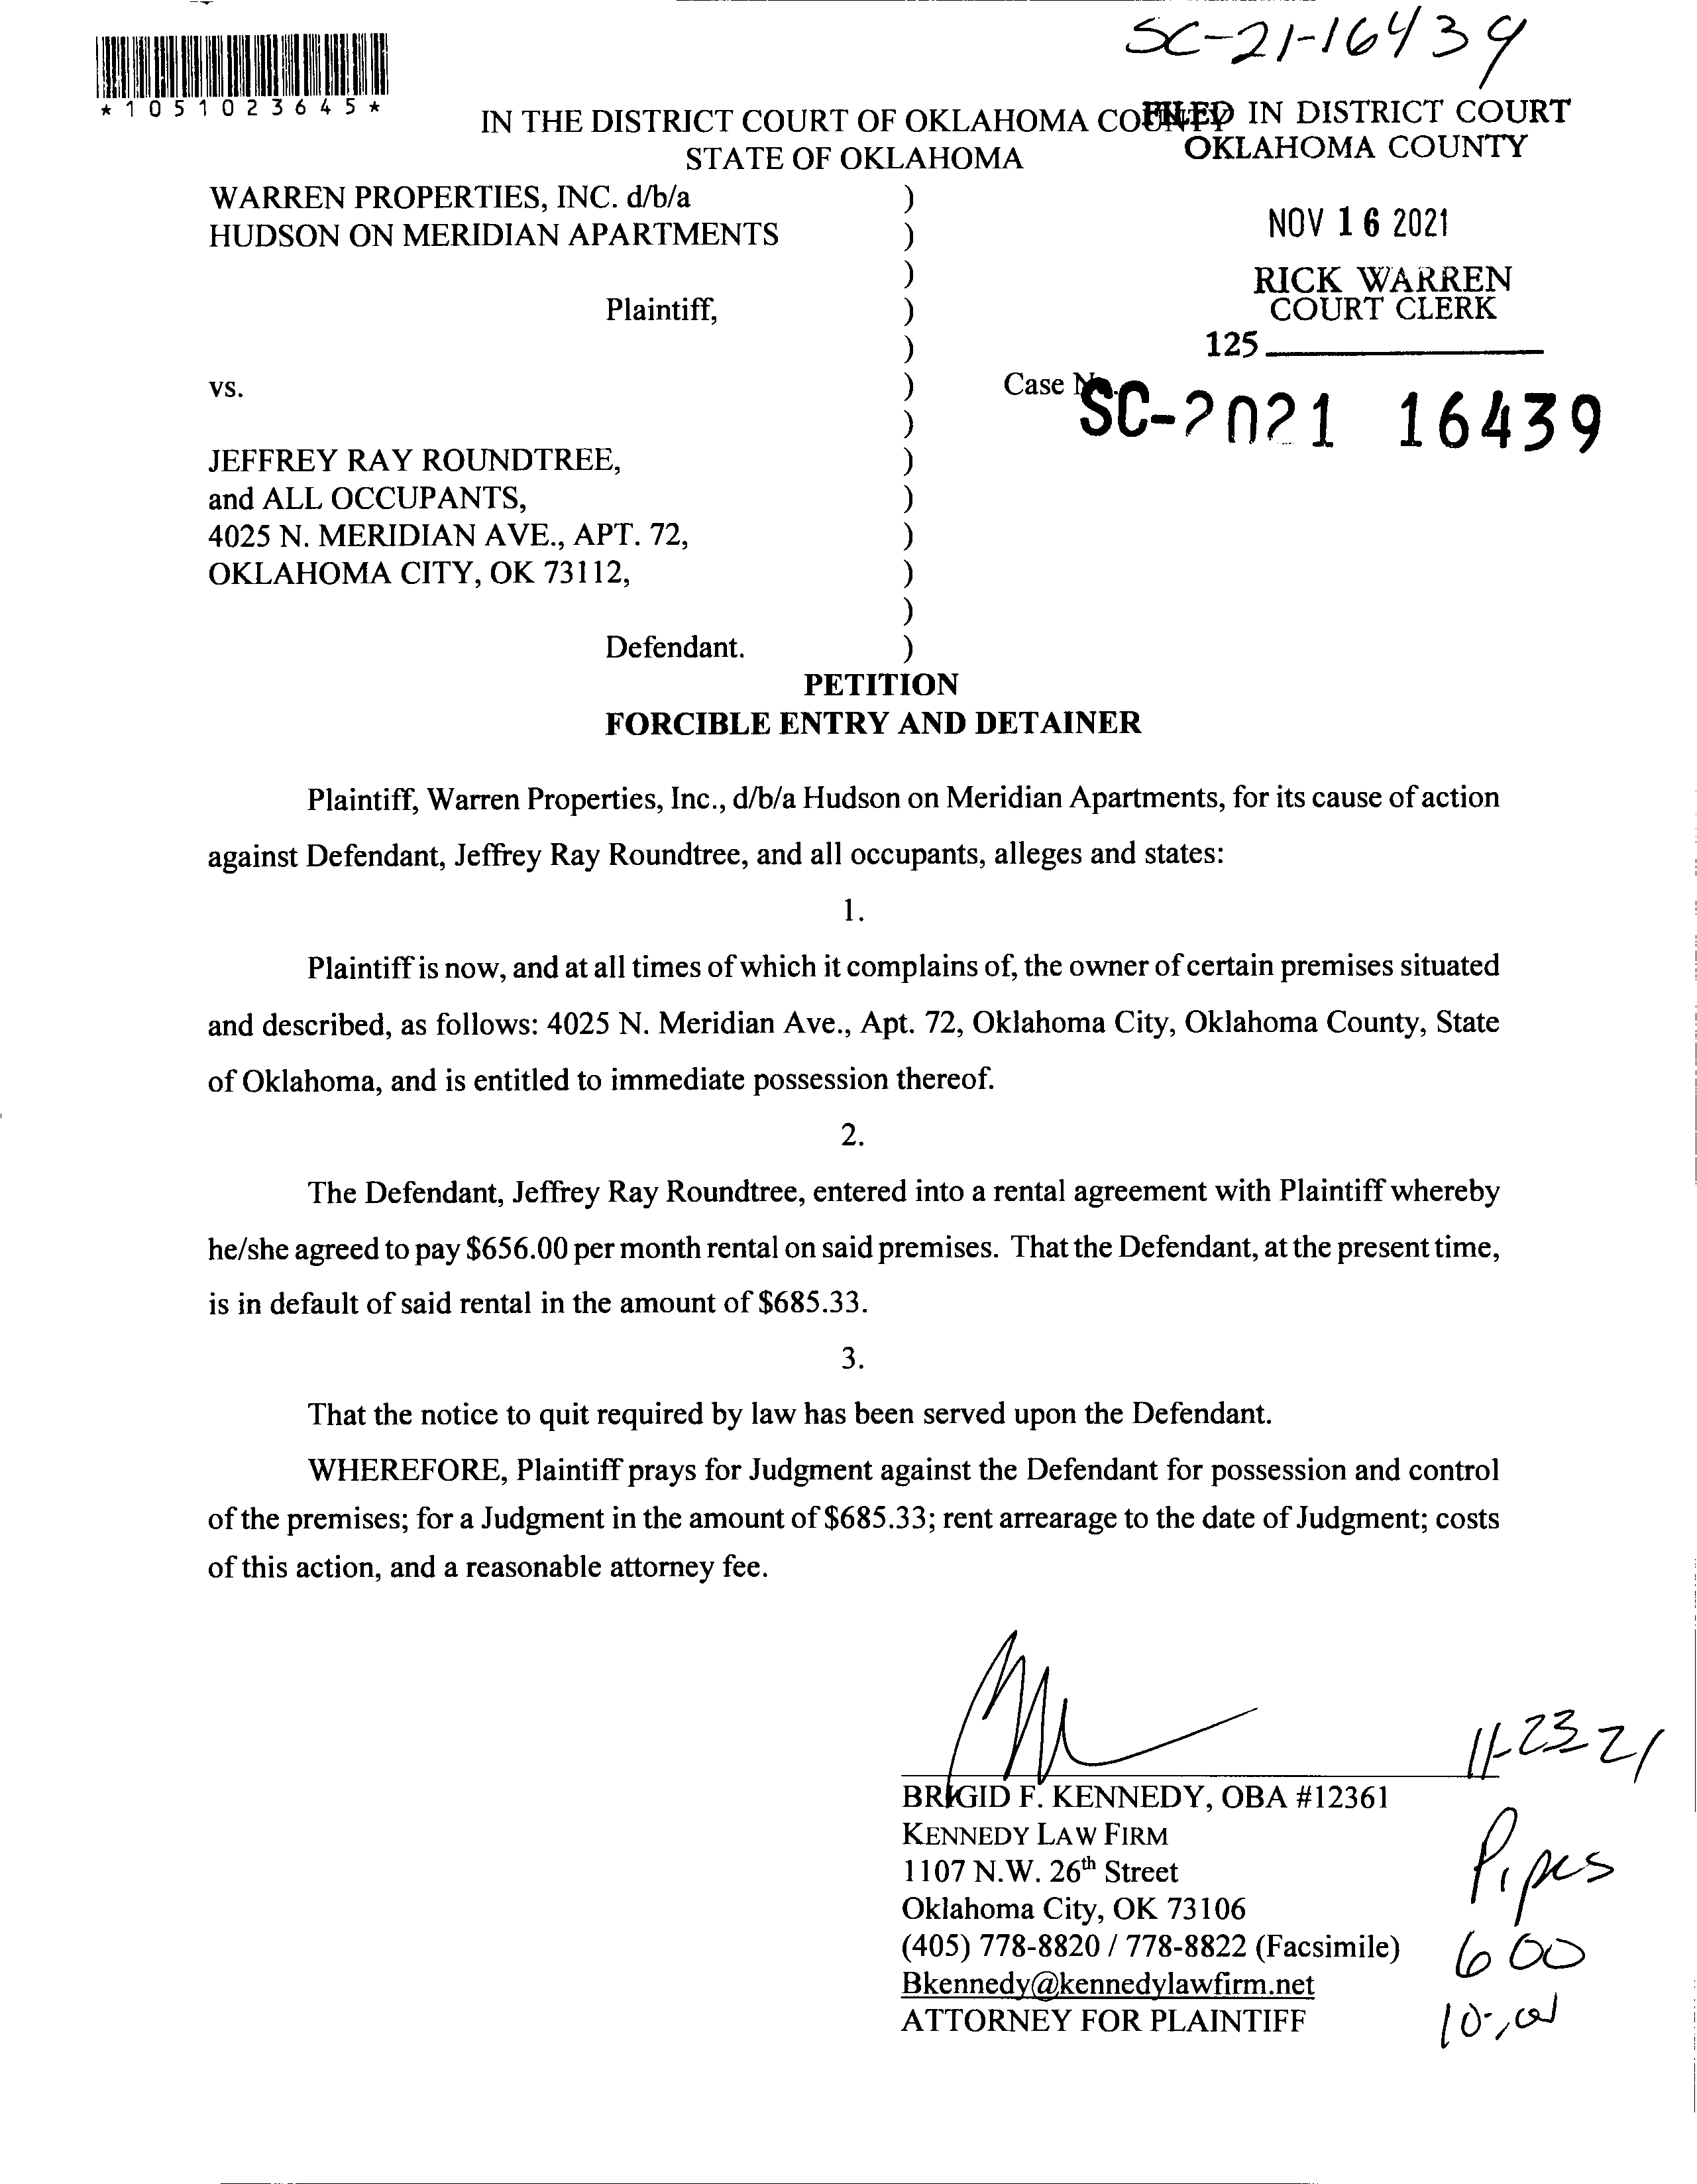 SC-21-16439
*1051023645*
IN THE DISTRICT COURT OF OKLAHOMA COUNTY
STATE OF OKLAHOMA
FILED IN DISTRICT COURT
OKLAHOMA COUNTY
NOV 16 2021
RICK WARREN
COURT CLERK
125
WARREN PROPERTIES, INC. d/b/a )
HUDSON ON MERIDIAN APARTMENTS )
)
Plaintiff, )
)
vs. ) Case No.
SC-2021 16439
)
JEFFREY RAY ROUNDTREE, )
and ALL OCCUPANTS, )
4025 N. MERIDIAN AVE., APT. 72, )
OKLAHOMA CITY, OK 73112, )
)
Defendant. )
PETITION
FORCIBLE ENTRY AND DETAINER
Plaintiff, Warren Properties, Inc., d/b/a Hudson on Meridian Apartments, for its cause of action
against Defendant, Jeffrey Ray Roundtree, and all occupants, alleges and states:
1.
Plaintiff is now, and at all times of which it complains of, the owner of certain premises situated
and described, as follows: 4025 N. Meridian Ave., Apt. 72, Oklahoma City, Oklahoma County, State
of Oklahoma, and is entitled to immediate possession thereof.
2.
The Defendant, Jeffrey Ray Roundtree, entered into a rental agreement with Plaintiff whereby
he/she agreed to pay $656.00 per month rental on said premises. That the Defendant, at the present time,
is in default of said rental in the amount of $685.33.
3.
That the notice to quit required by law has been served upon the Defendant.
WHEREFORE, Plaintiff prays for Judgment against the Defendant for possession and control
of the premises; for a Judgment in the amount of $685.33; rent arrearage to the date of Judgment; costs
of this action, and a reasonable attorney fee.
11-23-21
BRIGID F. KENNEDY, OBA #12361
KENNEDY LAW FIRM
1107 N.W. 26th Street
Oklahoma City, OK 73106
(405) 778-8820 / 778-8822 (Facsimile)
Bkennedy@kennedylawfirm.net
ATTORNEY FOR PLAINTIFF
Pipes
600